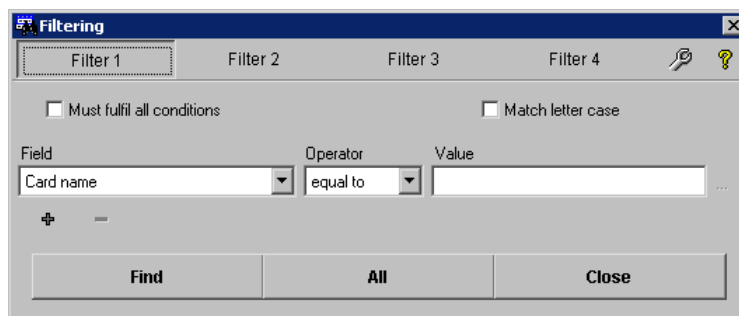 Filtering
Filter 1 Filter 2 Filter 3 Filter 4
Must fulfil all conditions Match letter case
Field Operator Value
Card name equal to ...
Find All Close